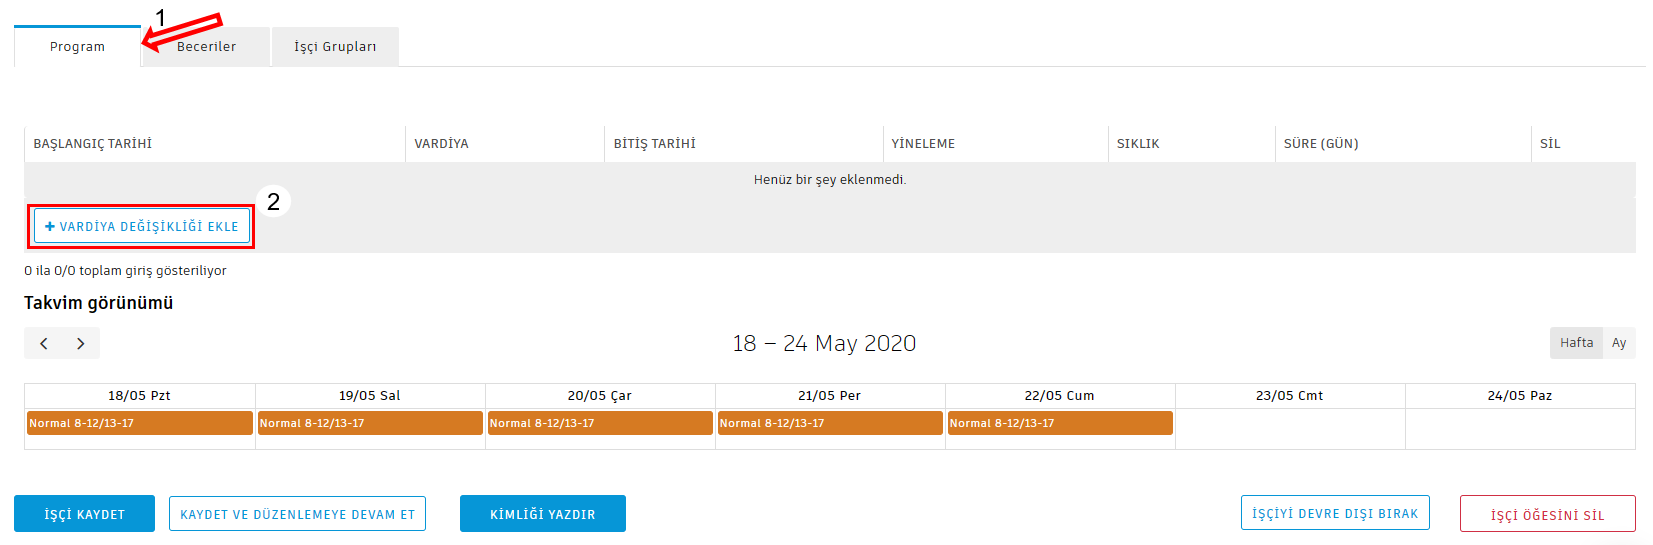 1
Program
Beceriler
İşçi Grupları
BAŞLANGIÇ TARİHİ VARDİYA BİTİŞ TARİHİ YİNELEME SIKLIK SÜRE (GÜN) SİL
Henüz bir şey eklenmedi.
2
+ VARDİYA DEĞİŞİKLİĞİ EKLE
0 ila 0/0 toplam giriş gösteriliyor
Takvim görünümü
18 – 24 May 2020
Hafta Ay
18/05 Pzt 19/05 Sal 20/05 Çar 21/05 Per 22/05 Cum 23/05 Cmt 24/05 Paz
Normal 8-12/13-17 Normal 8-12/13-17 Normal 8-12/13-17 Normal 8-12/13-17 Normal 8-12/13-17
İŞÇİ KAYDET KAYDET VE DÜZENLEMEYE DEVAM ET KİMLİĞİ YAZDIR İŞÇİYİ DEVRE DIŞI BIRAK İŞÇİ ÖĞESİNİ SİL